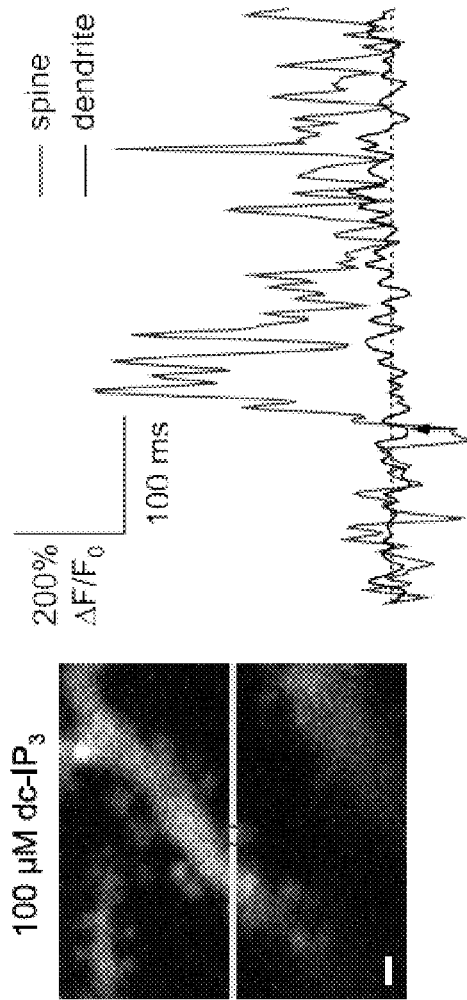 100 µM dc-IP₃
200%
ΔF/F₀
100 ms
spine
dendrite